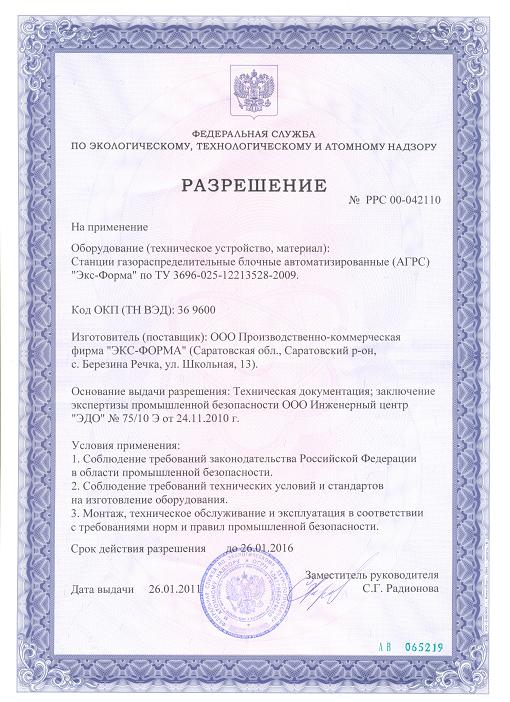 ФЕДЕРАЛЬНАЯ СЛУЖБА
ПО ЭКОЛОГИЧЕСКОМУ, ТЕХНОЛОГИЧЕСКОМУ И АТОМНОМУ НАДЗОРУ
РАЗРЕШЕНИЕ
№ РРС 00-042110
На применение
Оборудование (техническое устройство, материал):
Станции газораспределительные блочные автоматизированные (АГРС)
"Экс-Форма" по ТУ 3696-025-12213528-2009.
Код ОКП (ТН ВЭД): 36 9600
Изготовитель (поставщик): ООО Производственно-коммерческая
фирма "ЭКС-ФОРМА" (Саратовская обл., Саратовский р-он,
с. Березина Речка, ул. Школьная, 13).
Основание выдачи разрешения: Техническая документация; заключение
экспертизы промышленной безопасности ООО Инженерный центр
"ЭДО" № 75/10 Э от 24.11.2010 г.
Условия применения:
1. Соблюдение требований законодательства Российской Федерации
в области промышленной безопасности.
2. Соблюдение требований технических условий и стандартов
на изготовление оборудования.
3. Монтаж, техническое обслуживание и эксплуатация в соответствии
с требованиями норм и правил промышленной безопасности.
Срок действия разрешения до 26.01.2016
Заместитель руководителя
Дата выдачи 26.01.2011 С.Г. Радионова
АВ 065219